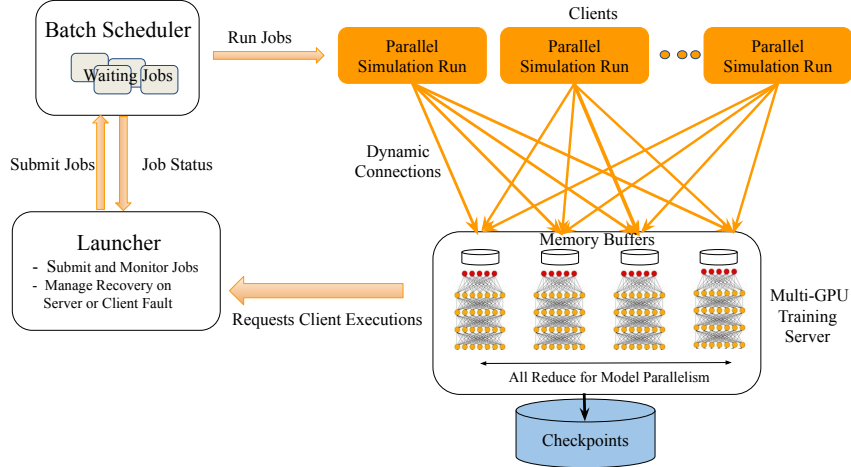 Clients
Batch Scheduler
Waiting Jobs
Run Jobs
Parallel
Simulation Run
Parallel
Simulation Run
Parallel
Simulation Run
Submit Jobs
Job Status
Dynamic
Connections
Launcher
- Submit and Monitor Jobs
- Manage Recovery on
Server or Client Fault
Requests Client Executions
Memory Buffers
All Reduce for Model Parallelism
Multi-GPU
Training
Server
Checkpoints